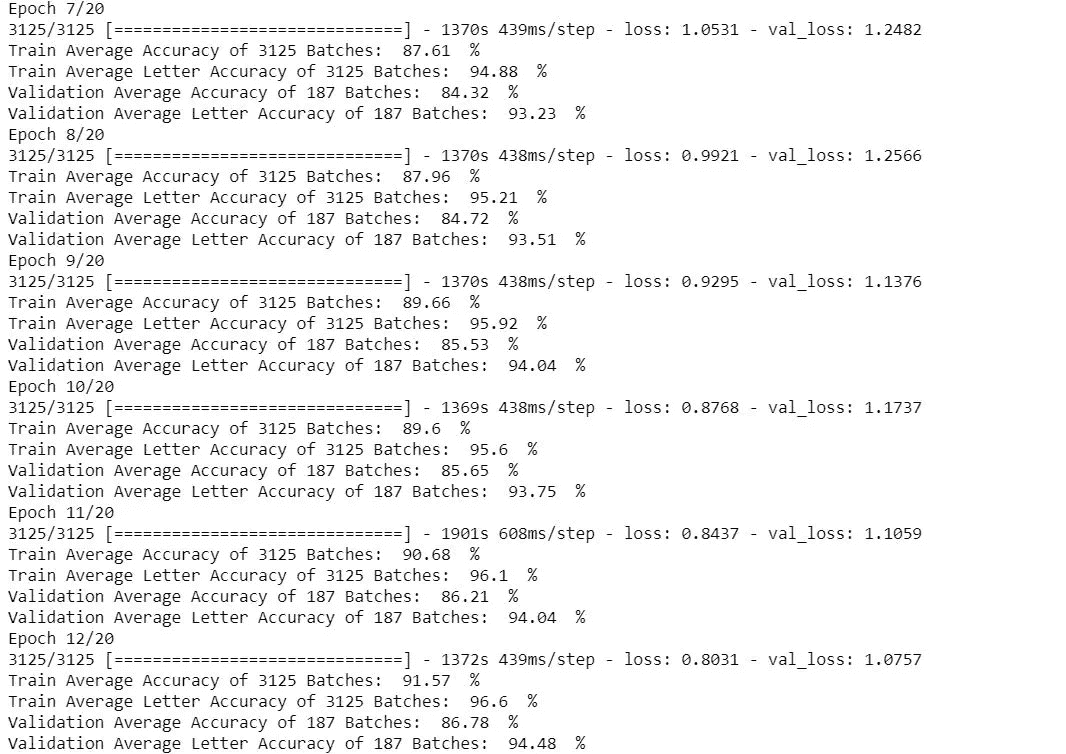 Epoch 7/20
3125/3125 [==============================] - 1370s 439ms/step - loss: 1.0531 - val_loss: 1.2482
Train Average Accuracy of 3125 Batches:  87.61  %
Train Average Letter Accuracy of 3125 Batches:  94.88  %
Validation Average Accuracy of 187 Batches:  84.32  %
Validation Average Letter Accuracy of 187 Batches:  93.23  %
Epoch 8/20
3125/3125 [==============================] - 1370s 438ms/step - loss: 0.9921 - val_loss: 1.2566
Train Average Accuracy of 3125 Batches:  87.96  %
Train Average Letter Accuracy of 3125 Batches:  95.21  %
Validation Average Accuracy of 187 Batches:  84.72  %
Validation Average Letter Accuracy of 187 Batches:  93.51  %
Epoch 9/20
3125/3125 [==============================] - 1370s 438ms/step - loss: 0.9295 - val_loss: 1.1376
Train Average Accuracy of 3125 Batches:  89.66  %
Train Average Letter Accuracy of 3125 Batches:  95.92  %
Validation Average Accuracy of 187 Batches:  85.53  %
Validation Average Letter Accuracy of 187 Batches:  94.04  %
Epoch 10/20
3125/3125 [==============================] - 1369s 438ms/step - loss: 0.8768 - val_loss: 1.1737
Train Average Accuracy of 3125 Batches:  89.6  %
Train Average Letter Accuracy of 3125 Batches:  95.6  %
Validation Average Accuracy of 187 Batches:  85.65  %
Validation Average Letter Accuracy of 187 Batches:  93.75  %
Epoch 11/20
3125/3125 [==============================] - 1901s 608ms/step - loss: 0.8437 - val_loss: 1.1059
Train Average Accuracy of 3125 Batches:  90.68  %
Train Average Letter Accuracy of 3125 Batches:  96.1  %
Validation Average Accuracy of 187 Batches:  86.21  %
Validation Average Letter Accuracy of 187 Batches:  94.04  %
Epoch 12/20
3125/3125 [==============================] - 1372s 439ms/step - loss: 0.8031 - val_loss: 1.0757
Train Average Accuracy of 3125 Batches:  91.57  %
Train Average Letter Accuracy of 3125 Batches:  96.6  %
Validation Average Accuracy of 187 Batches:  86.78  %
Validation Average Letter Accuracy of 187 Batches:  94.48  %